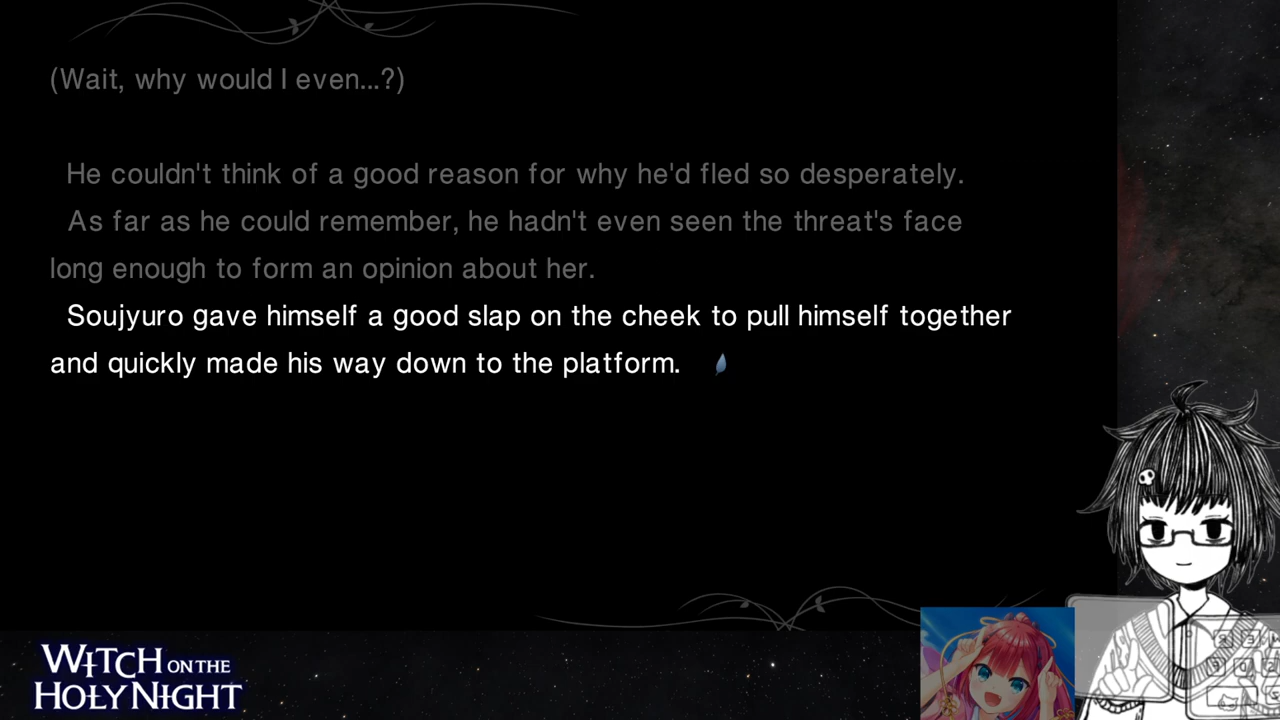 (Wait, why would I even...?)
He couldn't think of a good reason for why he'd fled so desperately.
As far as he could remember, he hadn't even seen the threat's face
long enough to form an opinion about her.
Soujyuro gave himself a good slap on the cheek to pull himself together
and quickly made his way down to the platform.
WITCH ON THE
HOLY NIGHT